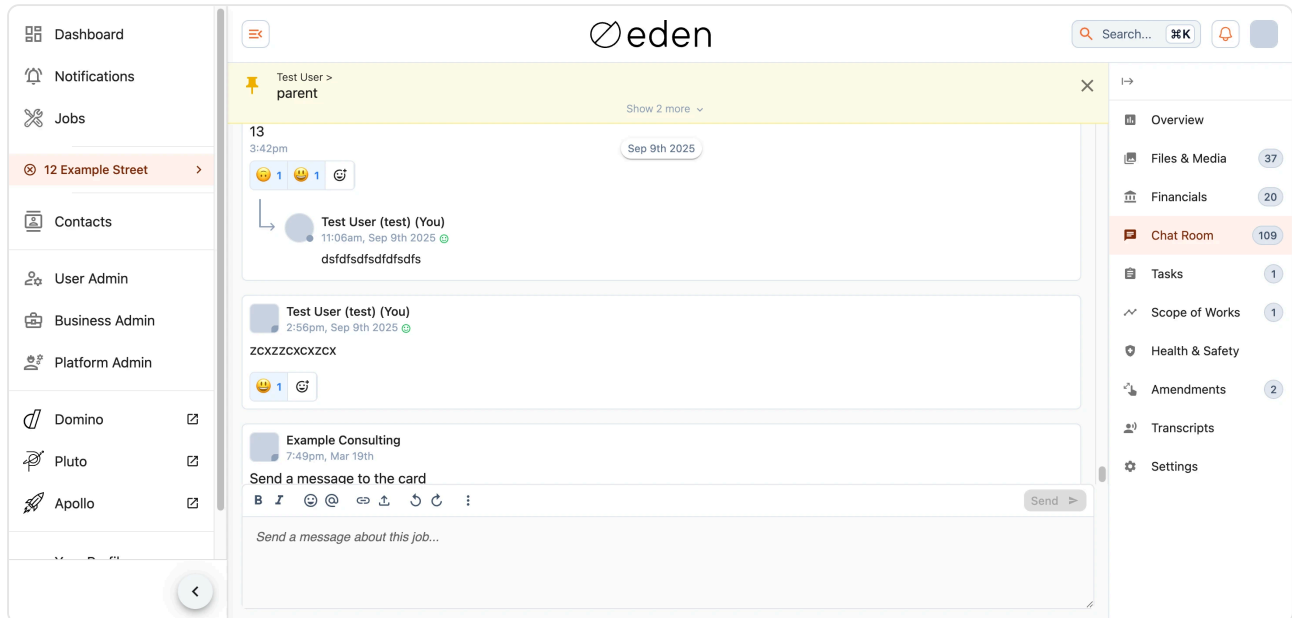 Dashboard
Notifications
Jobs
12 Example Street
Contacts
User Admin
Business Admin
Platform Admin
Domino
Pluto
Apollo
eden
Search... ⌘K
Test User >
parent
Show 2 more
13
3:42pm
Sep 9th 2025
1 1
Test User (test) (You)
11:06am, Sep 9th 2025
dsfdfsdfsdfdfsdfs
Test User (test) (You)
2:56pm, Sep 9th 2025
zcxzzcxcxzcx
1
Example Consulting
7:49pm, Mar 19th
Send a message to the card
B I
Send
Send a message about this job...
Overview
Files & Media 37
Financials 20
Chat Room 109
Tasks 1
Scope of Works 1
Health & Safety
Amendments 2
Transcripts
Settings